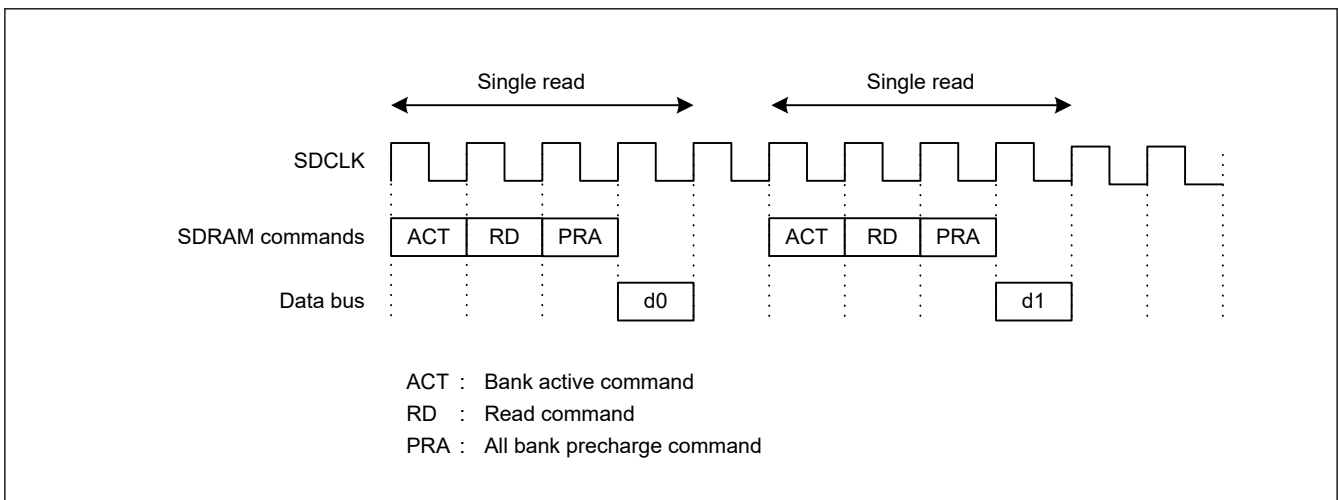 Single read Single read
SDCLK
SDRAM commands ACT RD PRA ACT RD PRA
Data bus d0 d1
ACT : Bank active command
RD : Read command
PRA : All bank precharge command